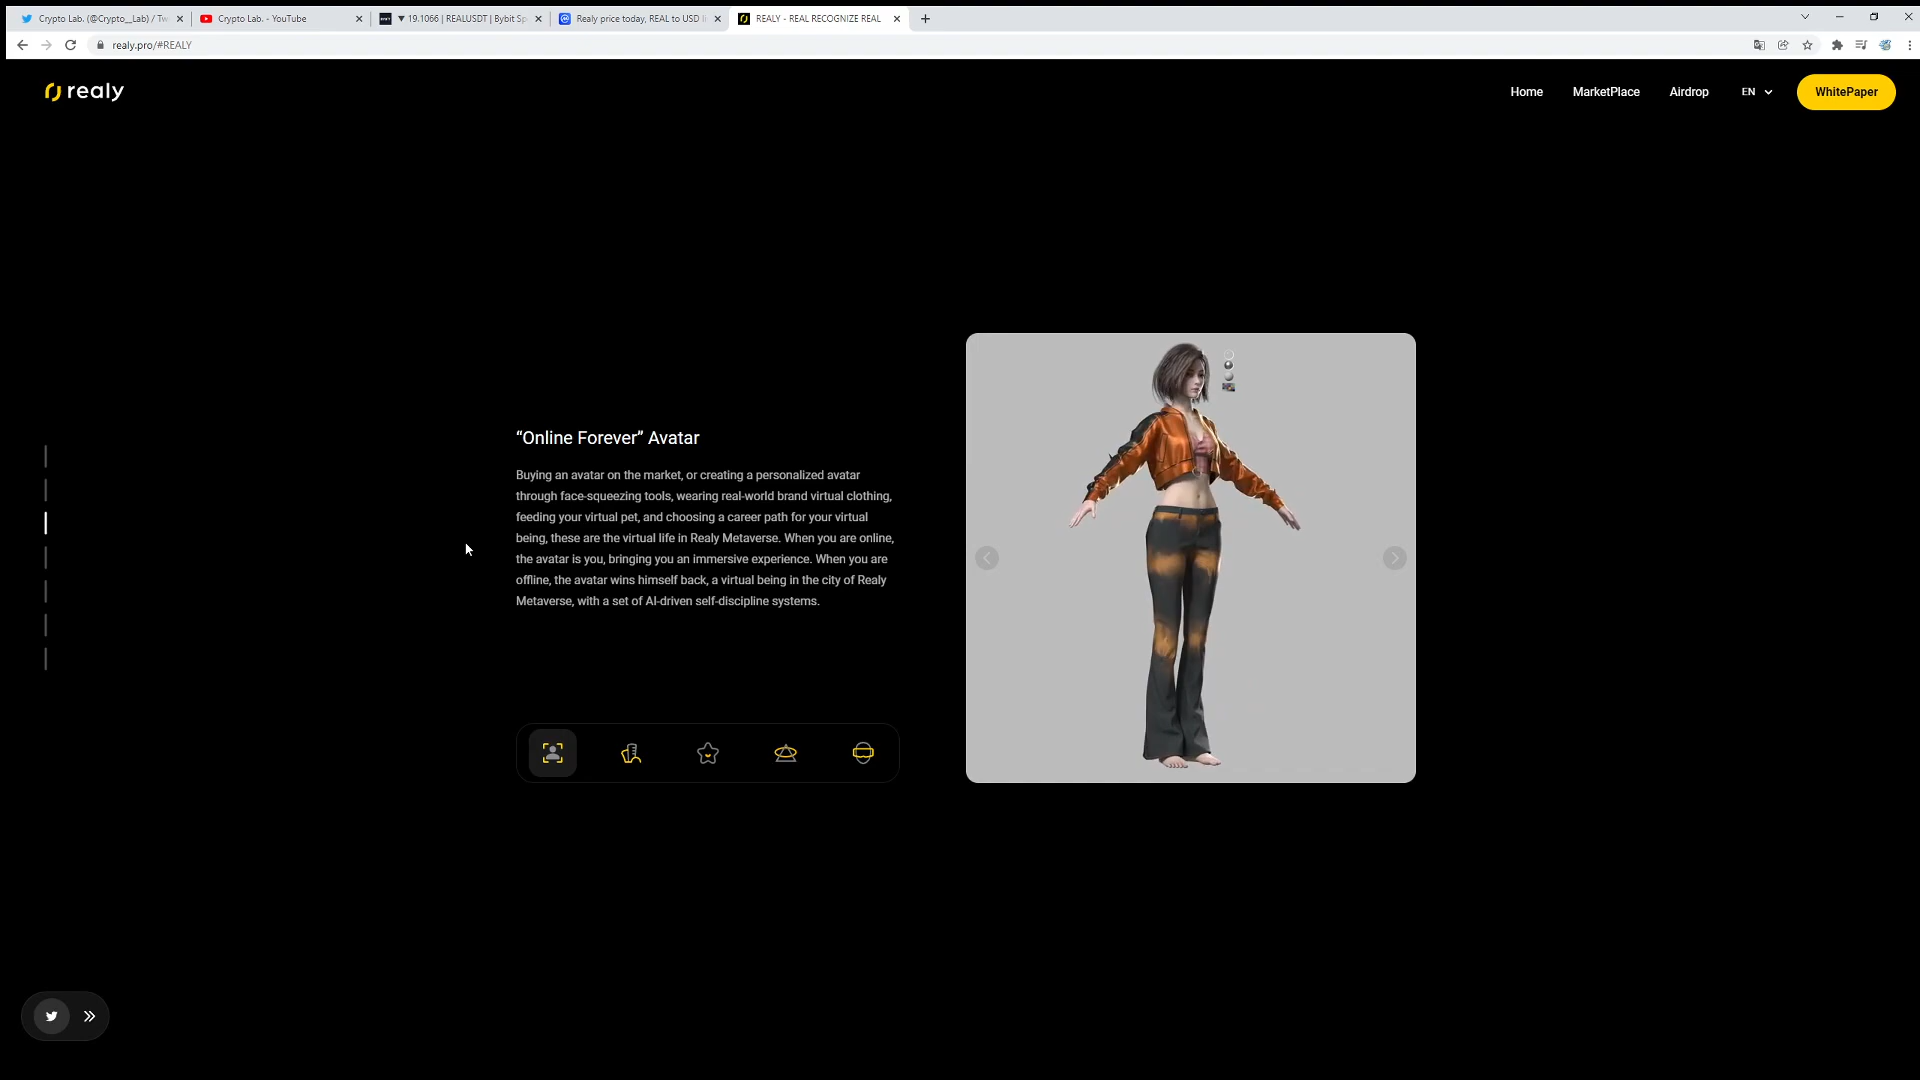 Crypto Lab. (@Crypto__Lab) / Tw
Crypto Lab. - YouTube
▼ 19.1066 | REALUSDT | Bybit Sp
Realy price today, REAL to USD li
REALY - REAL RECOGNIZE REAL
realy.pro/#REALY
realy
Home
MarketPlace
Airdrop
EN
WhitePaper
“Online Forever” Avatar
Buying an avatar on the market, or creating a personalized avatar
through face-squeezing tools, wearing real-world brand virtual clothing,
feeding your virtual pet, and choosing a career path for your virtual
being, these are the virtual life in Realy Metaverse. When you are online,
the avatar is you, bringing you an immersive experience. When you are
offline, the avatar wins himself back, a virtual being in the city of Realy
Metaverse, with a set of AI-driven self-discipline systems.